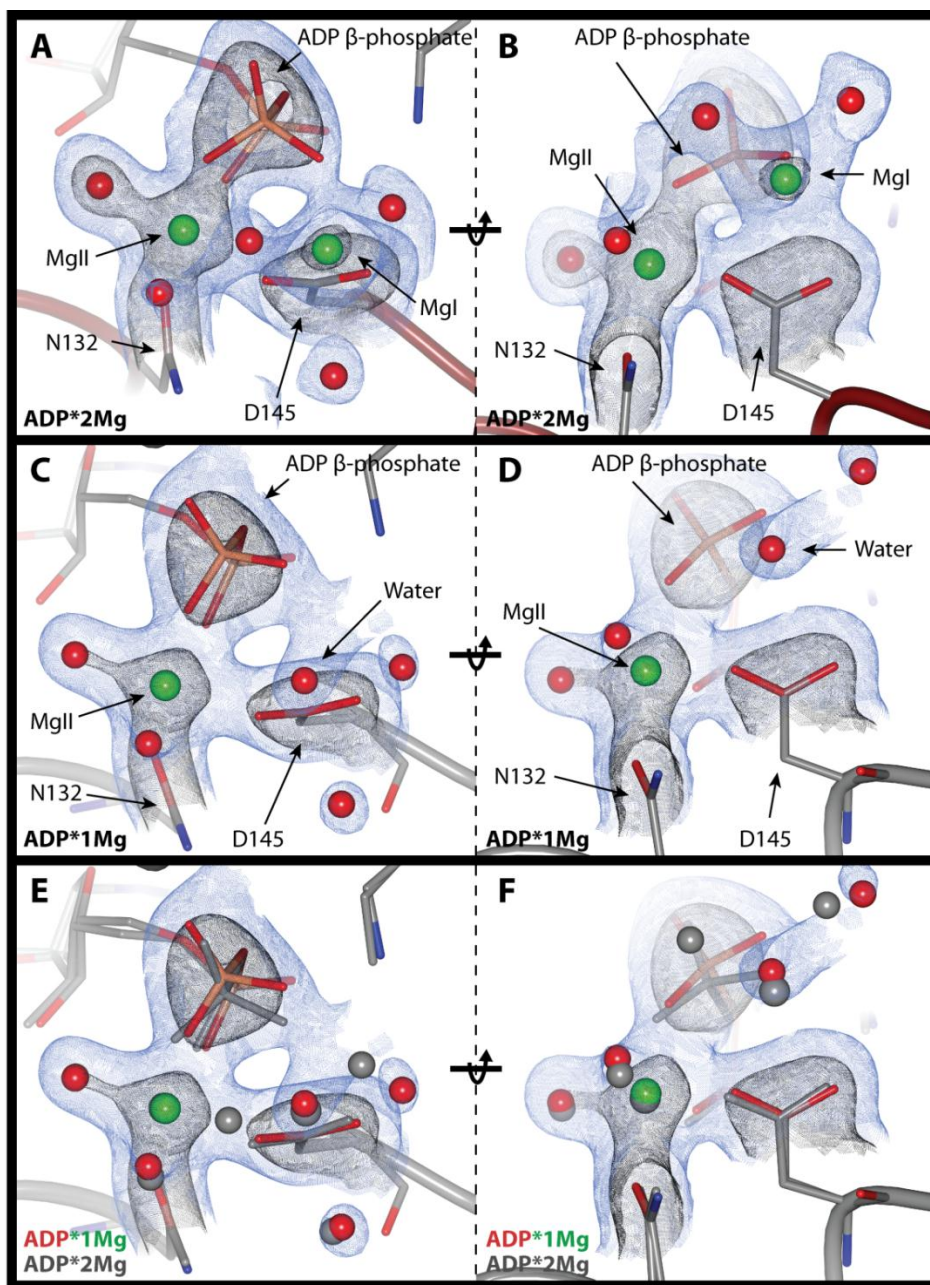 A
ADP β-phosphate
MgII
MgI
N132
D145
ADP*2Mg
B
ADP β-phosphate
MgII
MgI
N132
D145
ADP*2Mg
C
ADP β-phosphate
Water
MgII
N132
D145
ADP*1Mg
D
ADP β-phosphate
Water
MgII
N132
D145
E
ADP*1Mg
ADP*2Mg
F
ADP*1Mg
ADP*2Mg